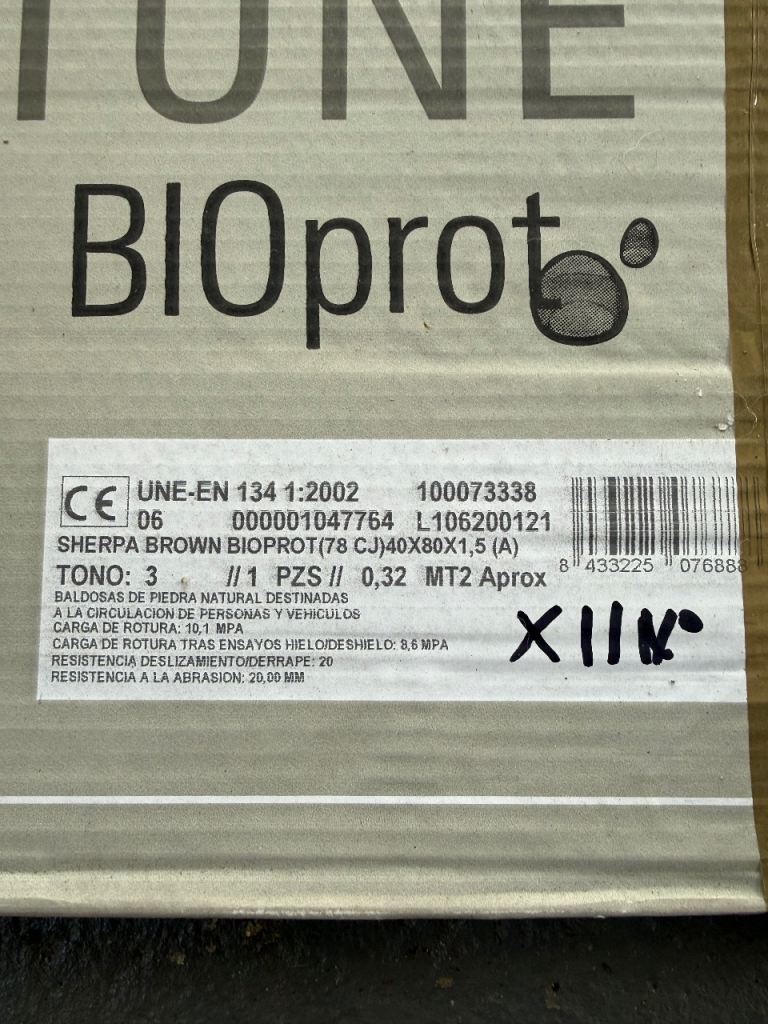 TUNE
BIOprot
CE UNE-EN 134 1:2002 100073338
06 000001047764 L106200121
SHERPA BROWN BIOPROT(78 CJ)40X80X1,5 (A)
8 433225 076888
TONO: 3 // 1 PZS // 0,32 MT2 Aprox
BALDOSAS DE PIEDRA NATURAL DESTINADAS
A LA CIRCULACION DE PERSONAS Y VEHICULOS
CARGA DE ROTURA: 10,1 MPA
CARGA DE ROTURA TRAS ENSAYOS HIELO/DESHIELO: 8,6 MPA
RESISTENCIA DESLIZAMIENTO/DERRAPE: 20
RESISTENCIA A LA ABRASION: 20,00 MM